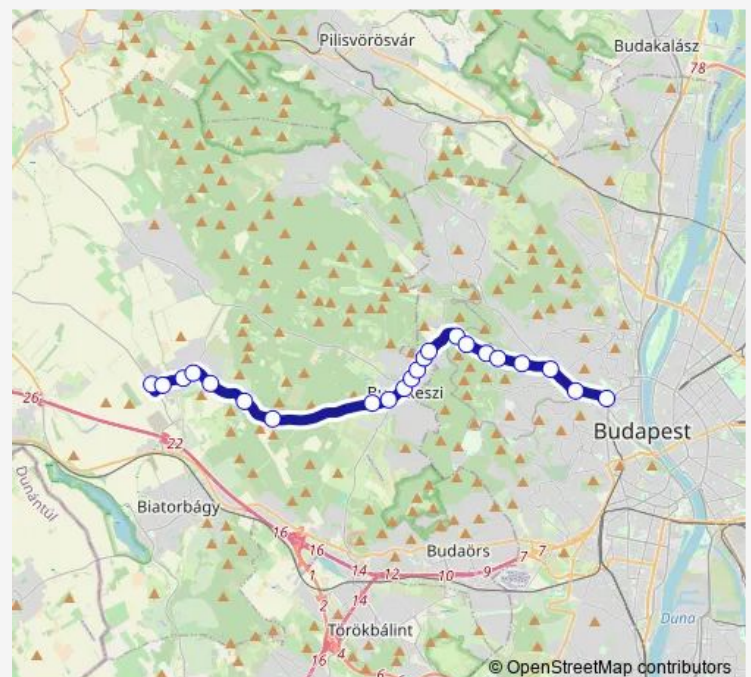 Pilisvörösvár
Budakalász
78
26
22
Budapest
Dunántúl
Biatorbágy
16
16
1
14
12
10
9
7
7
Budaörs
2
14
Duna
Törökbálint
16
4
6
© OpenStreetMap contributors